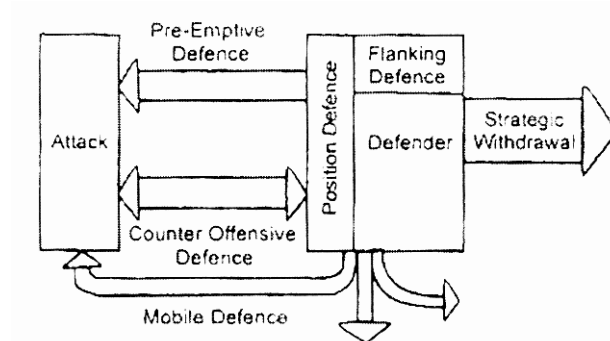 Pre-Emptive
Defence
Attack
Counter Offensive
Defence
Mobile Defence
Position Defence
Flanking
Defence
Defender
Strategic
Withdrawal